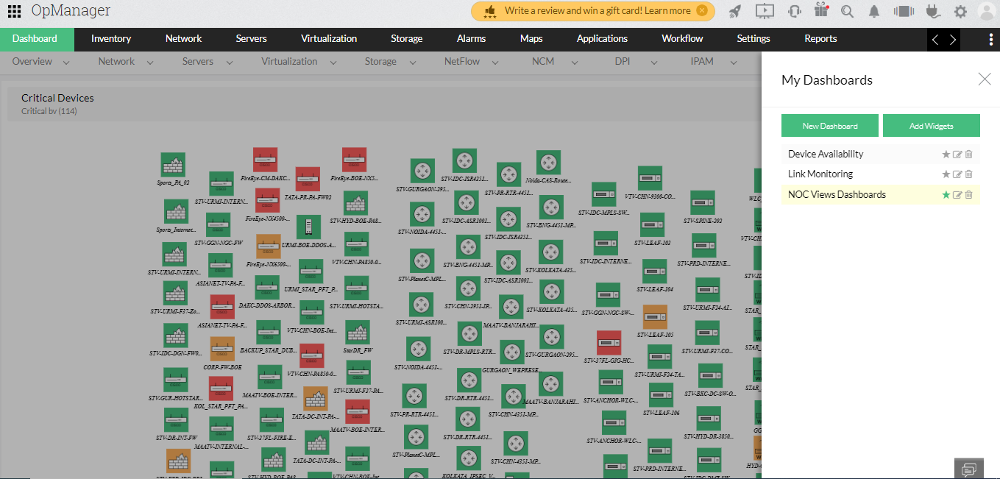 OpManager
Write a review and win a gift card! Learn more
Dashboard Inventory Network Servers Virtualization Storage Alarms Maps Applications Workflow Settings Reports
Overview Network Servers Virtualization Storage NetFlow NCM DPI IPAM
My Dashboards
New Dashboard Add Widgets
Device Availability
Link Monitoring
NOC Views Dashboards
Critical Devices
Critical by (114)
Sports_PA_02
STV-URMI-INTERN...
FireEye-CM-DAKC...
TATA-PR-PA-FW02
FireEye-BOE-NX5...
STV-GURGAON-295...
STV-IDC-ISR4351...
STV-PR-RTR-4451...
Noida-CAS-Route...
STV-IDC-MPLS-SW...
VTV-CHN-9300-CO...
STV-SPINE-202
Sports_Internet...
STV-GGN-NGC-FW
FireEye-NX4500-...
URMI-BOE-DDOS-A...
STV-HYD-BOE-PA8...
STV-NOIDA-4451-...
STV-IDC-ASR1001...
STV-IDC-ISR4351...
STV-BNG-4451-MP...
STV-IDC-INTERNE...
STV-LEAF-103
STV-PRD-INTERNE...
STV-URMI-INTERN...
ASIANET-TV-PA-F...
FireEye-NX6500-...
URMI_STAR_PFT_P...
VTV-CHN-PA850-0...
STV-PlanetC-MPL...
STV-BNG-4451-MP...
STV-IDC-ASR1001...
STV-KOLKATA-435...
STV-GGN-NGC-SW-...
STV-LEAF-104
STV-URMI-F24-AL...
STV-URMI-F37-Zo...
ASIANET-TV-PA-F...
DAKC-DDOS-ARBOR...
VTV-CHN-BOE-Int...
STV-URMI-HOTSTA...
STV-URMI-ASR100...
STV-CHN-2951-IP...
MAATV-BANJARAHI...
STV-KOLKATA-435...
STV-37FL-GIG-HC...
STV-LEAF-105
STV-URMI-F37-CO...
STV-IDC-DGN-FW0...
CORP-FW-BOE
BACKUP_STAR_DUB...
VTV-CHN-PA850-0...
StarDR_FW
STV-NOIDA-4451-...
STV-DR-MPLS-RTR...
GURGAON_WEPRESE...
STV-GURGAON-295...
STV-ANCHOR-WLC-...
STV-URMI-F24-TA...
STV-BKC-DC-SW-O...
STV-GUR-HOTSTAR...
KOL_STAR_PFT_PA...
MAATV-BOE-INTER...
TATA-DC-INT-PA-...
STV-URMI-F37-PA...
STV-PR-RTR-4451...
STV-DR-RTR-4451...
STV-CHN-4351-MP...
MAATV-BANJARAHI...
STV-ANCHOR-WLC-...
STV-LEAF-106
STV-HYD-DR-3850...
STV-DR-INT-FW
MAATV-INTERNAL-...
STV-37FL-FIRE-E...
TATA-DC-INT-PA-...
MAATV-BOE-INTER...
STV-PlanetC-MPL...
STV-DR-RTR-4451...
STV-CHN-4351-MP...
STV-PRD-INTERNE...
STV-HYD-BOE-PA8...
VTV-CHN-BOE-Int...
KOLKATA_IPSEC_V...